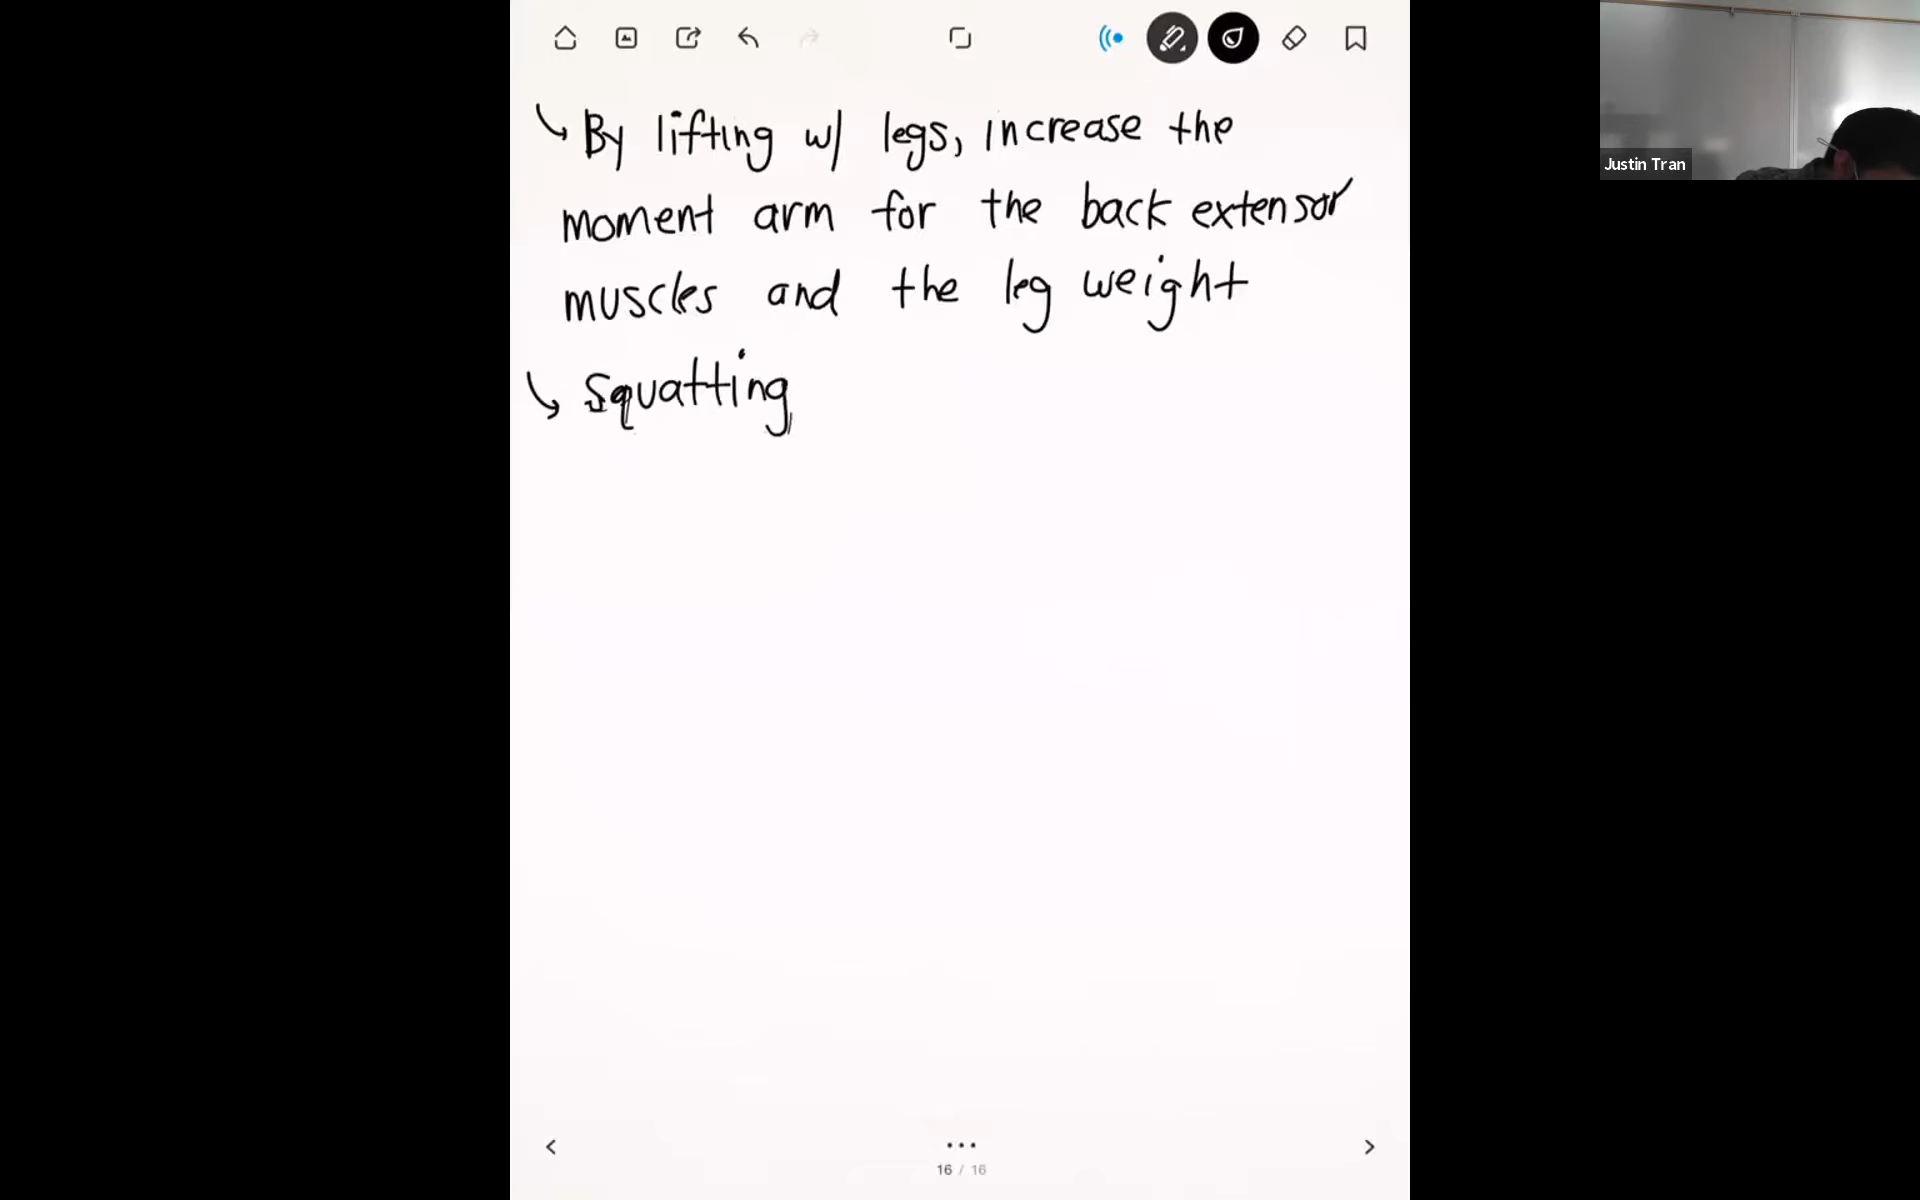 By lifting w/ legs, increase the
moment arm for the back extensor
muscles and the leg weight
squatting
Justin Tran
16 / 16